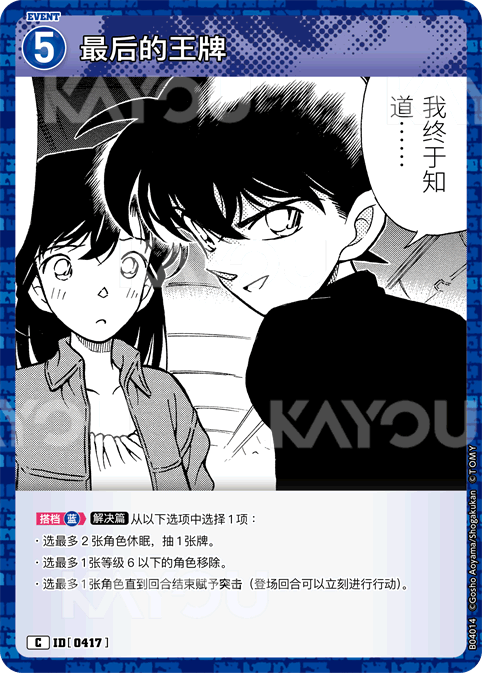 EVENT
5 最后的王牌
KAYOU
我终于知
道……
KAYOU
KAYOU
搭档 蓝 解决篇 从以下选项中选择1项：
·选最多2张角色休眠，抽1张牌。
·选最多1张等级6以下的角色移除。
·选最多1张角色直到回合结束赋予突击（登场回合可以立刻进行行动）。
KAYOU
C ID[ 0417 ]
B04014 ©Gosho Aoyama/Shogakukan ©TOMY